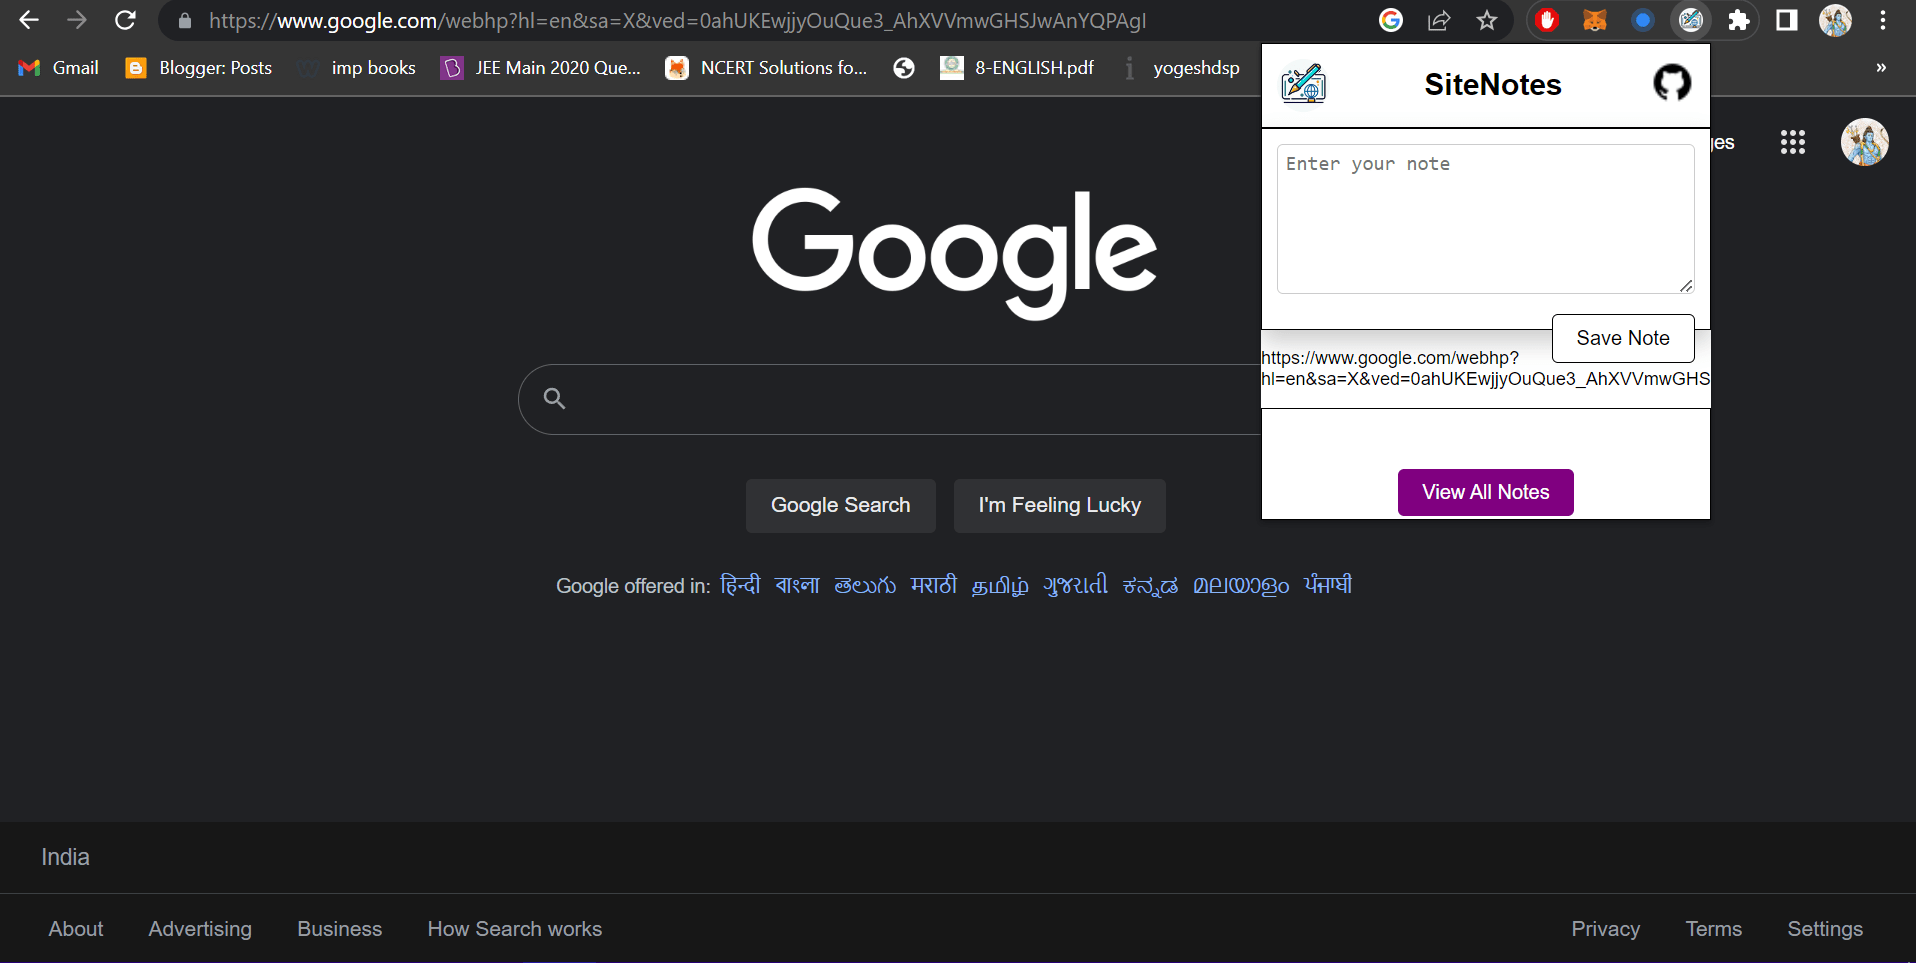 https://www.google.com/webhp?hl=en&sa=X&ved=0ahUKEwjjyOuQue3_AhXVVmwGHSJwAnYQPAgI
Gmail
Blogger: Posts
imp books
JEE Main 2020 Que...
NCERT Solutions fo...
8-ENGLISH.pdf
yogeshdsp
»
SiteNotes
Enter your note
Save Note
https://www.google.com/webhp?
hl=en&sa=X&ved=0ahUKEwjjyOuQue3_AhXVVmwGHS
View All Notes
Google
Google Search
I'm Feeling Lucky
Google offered in: हिन्दी বাংলা తెలుగు मराठी தமிழ் ગુજરાતી ಕನ್ನಡ മലയാളം ਪੰਜਾਬੀ
India
About Advertising Business How Search works
Privacy Terms Settings